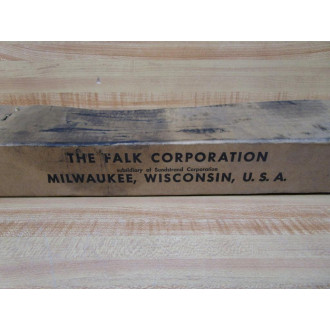 THE FALK CORPORATION
subsidiary of Sundstrand Corporation
MILWAUKEE, WISCONSIN, U. S. A.